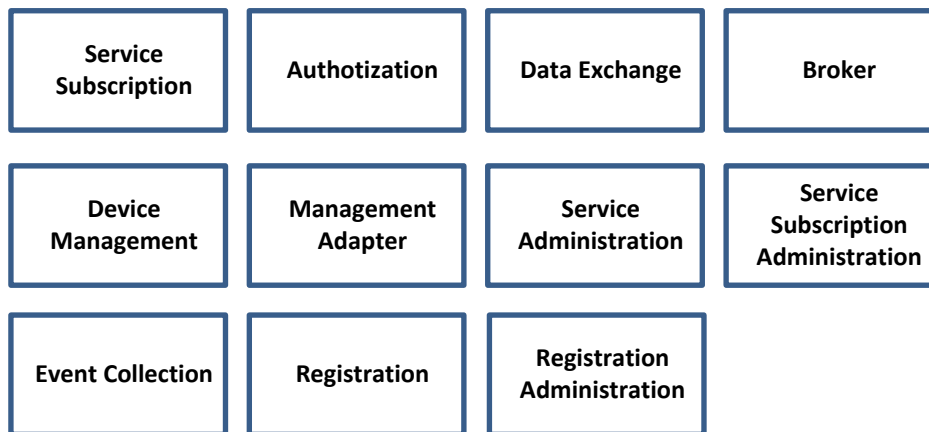 Service
Subscription
Authotization
Data Exchange
Broker
Device
Management
Management
Adapter
Service
Administration
Service
Subscription
Administration
Event Collection
Registration
Registration
Administration